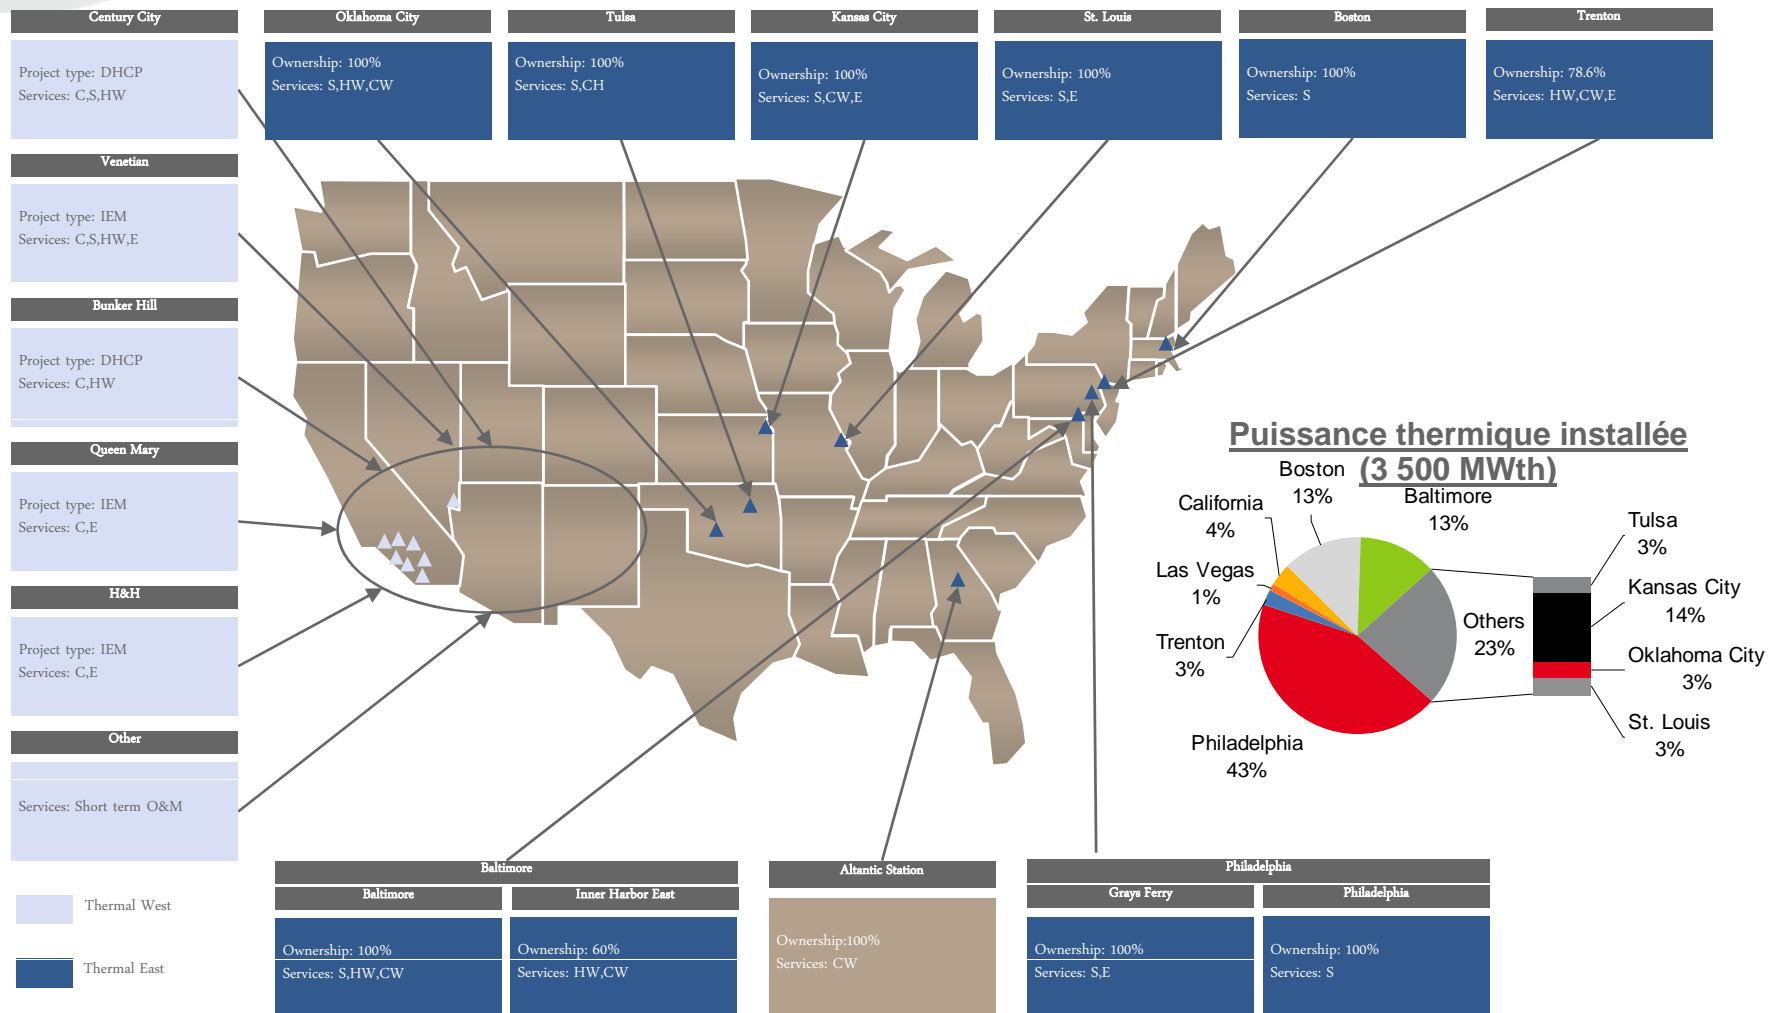 Century City
Project type: DHCP
Services: C,S,HW
Oklahoma City
Ownership: 100%
Services: S,HW,CW
Tulsa
Ownership: 100%
Services: S,CH
Kansas City
Ownership: 100%
Services: S,CW,E
St. Louis
Ownership: 100%
Services: S,E
Boston
Ownership: 100%
Services: S
Trenton
Ownership: 78.6%
Services: HW,CW,E
Venetian
Project type: IEM
Services: C,S,HW,E
Bunker Hill
Project type: DHCP
Services: C,HW
Queen Mary
Project type: IEM
Services: C,E
H&H
Project type: IEM
Services: C,E
Other
Services: Short term O&M
Thermal West
Thermal East
Puissance thermique installée
(3 500 MWth)
Boston
13%
Baltimore
13%
California
4%
Las Vegas
1%
Trenton
3%
Philadelphia
43%
Others
23%
Tulsa
3%
Kansas City
14%
Oklahoma City
3%
St. Louis
3%
Baltimore
Baltimore
Ownership: 100%
Services: S,HW,CW
Inner Harbor East
Ownership: 60%
Services: HW,CW
Altantic Station
Ownership:100%
Services: CW
Philadelphia
Grays Ferry
Ownership: 100%
Services: S,E
Philadelphia
Ownership: 100%
Services: S